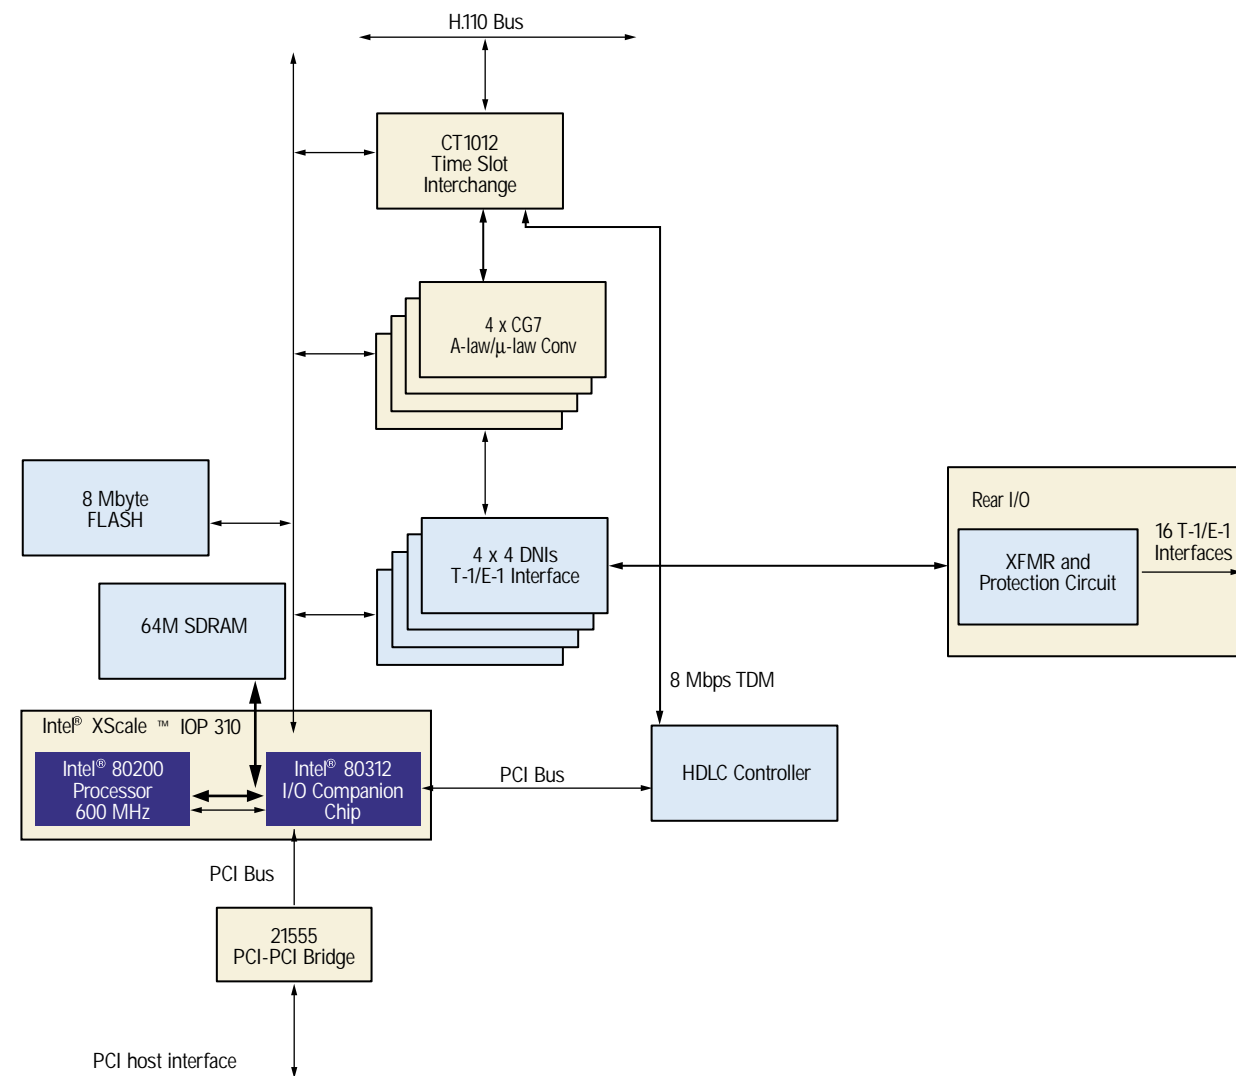 H.110 Bus
CT1012
Time Slot
Interchange
4 x CG7
A-law/μ-law Conv
8 Mbyte
FLASH
4 x 4 DNIs
T-1/E-1 Interface
Rear I/O
XFMR and
Protection Circuit
16 T-1/E-1
Interfaces
64M SDRAM
8 Mbps TDM
Intel® XScale ™ IOP 310
Intel® 80200
Processor
600 MHz
Intel® 80312
I/O Companion
Chip
PCI Bus
HDLC Controller
PCI Bus
21555
PCI-PCI Bridge
PCI host interface